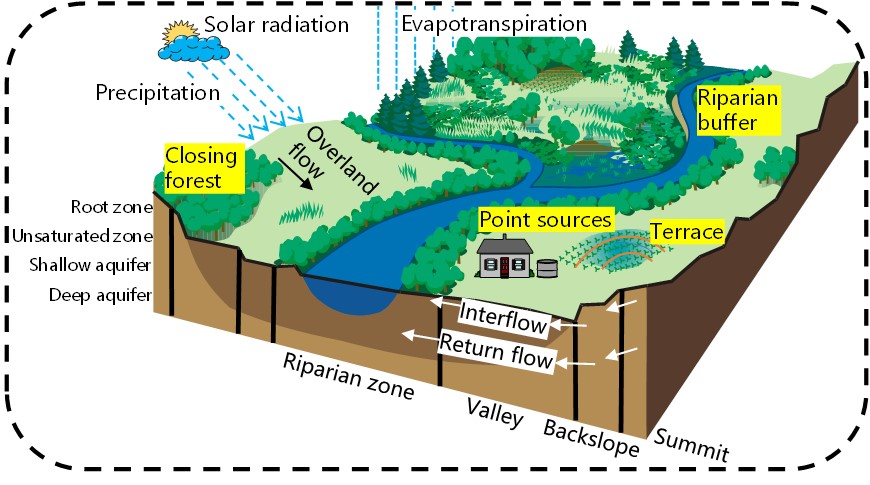 Solar radiation
Evapotranspiration
Precipitation
Riparian
buffer
Overland
flow
Closing
forest
Root zone
Unsaturated zone
Shallow aquifer
Deep aquifer
Point sources
Terrace
Interflow
Return flow
Riparian zone
Valley
Backslope
Summit